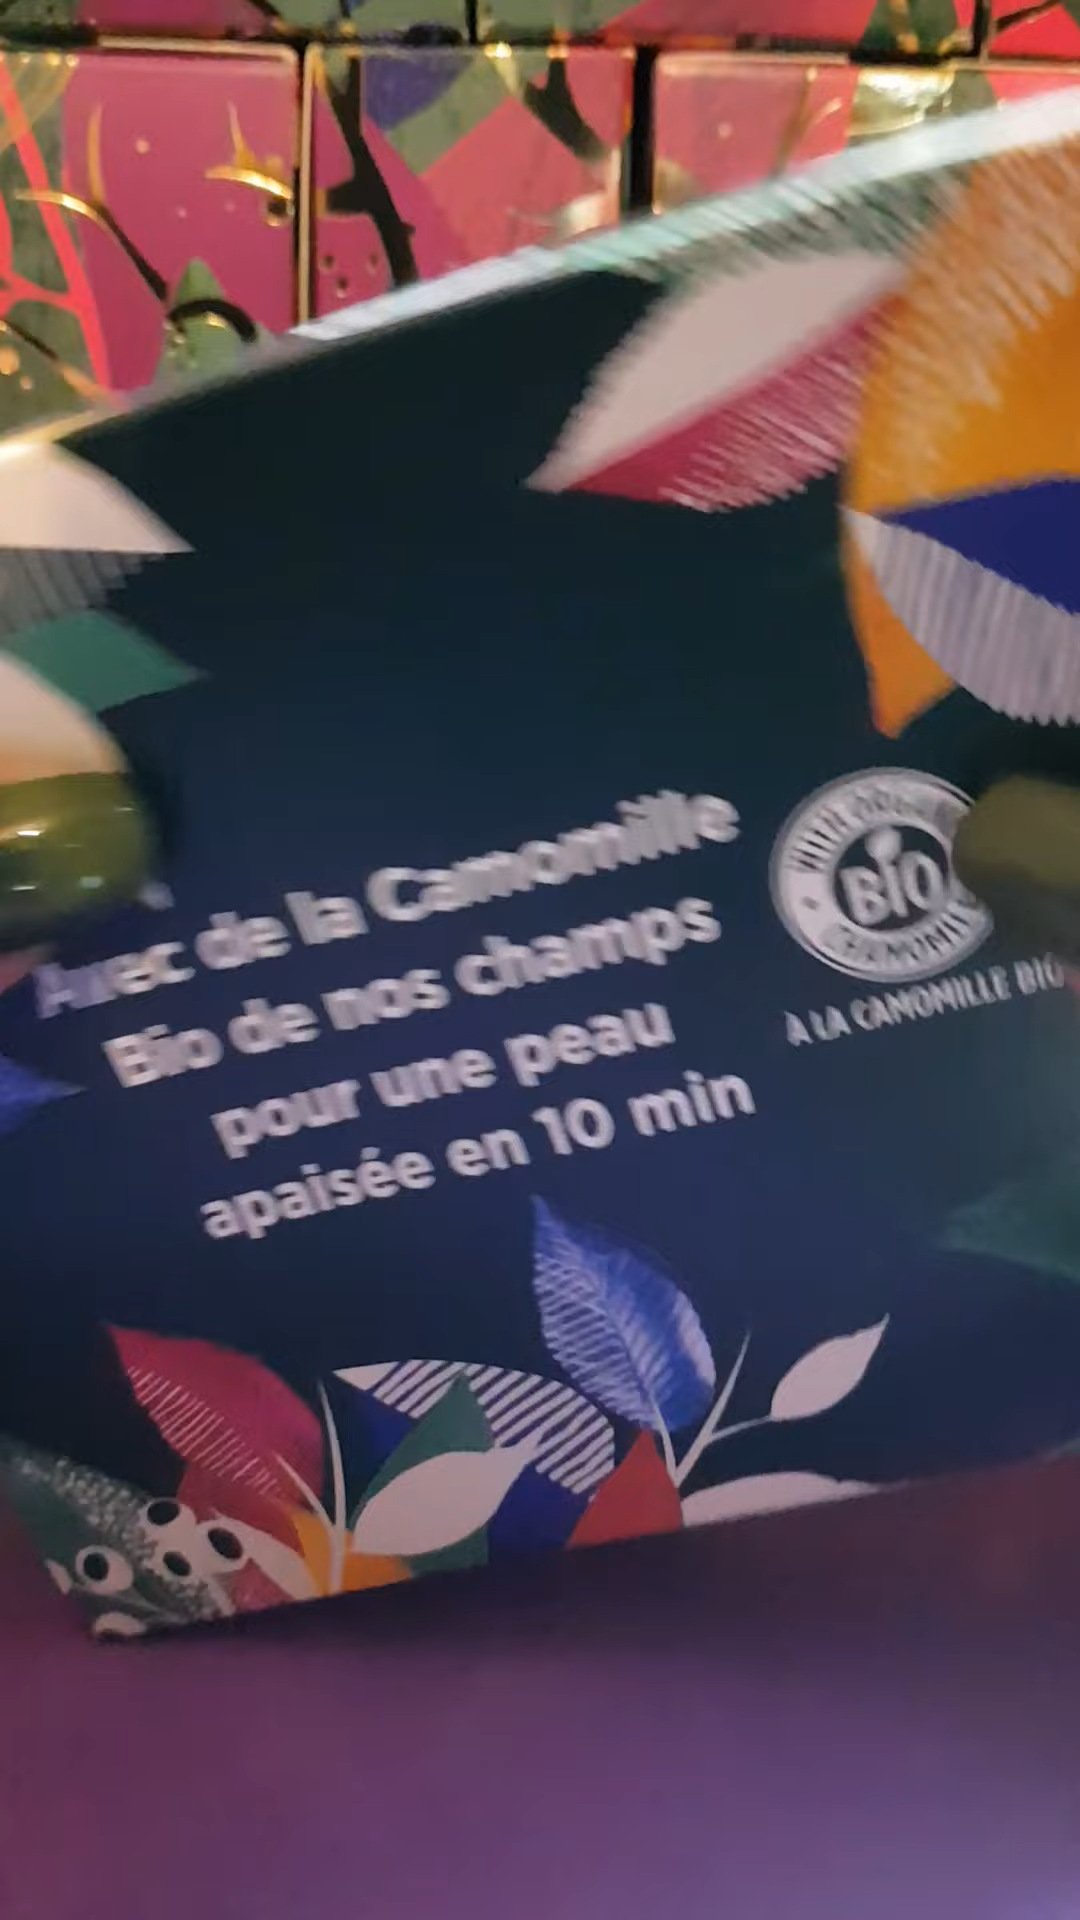 Avec de la Camomille
Bio de nos champs
pour une peau
apaisée en 10 min
BIO
À LA CAMOMILLE BIO